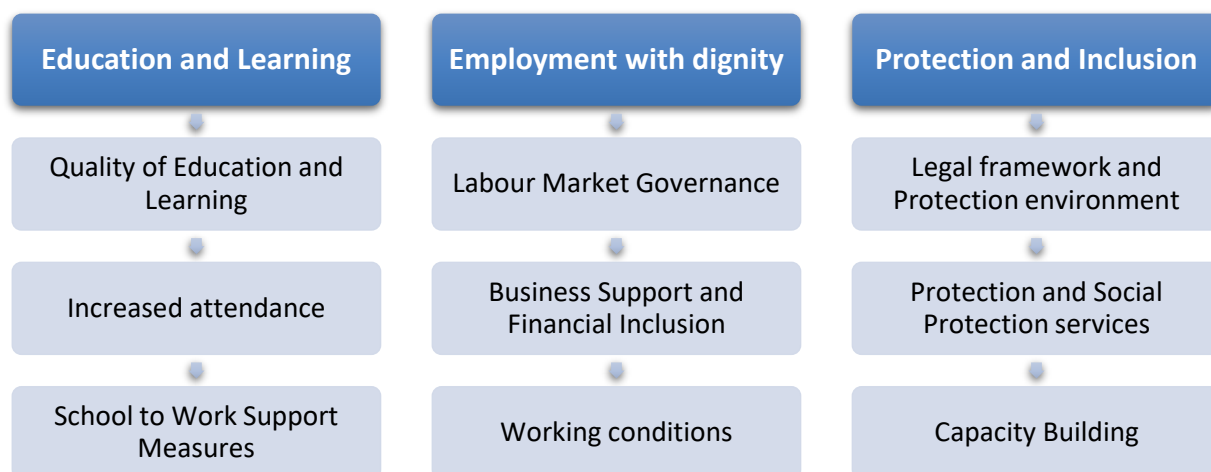 Education and Learning
Quality of Education and
Learning
Increased attendance
School to Work Support
Measures
Employment with dignity
Labour Market Governance
Business Support and
Financial Inclusion
Working conditions
Protection and Inclusion
Legal framework and
Protection environment
Protection and Social
Protection services
Capacity Building